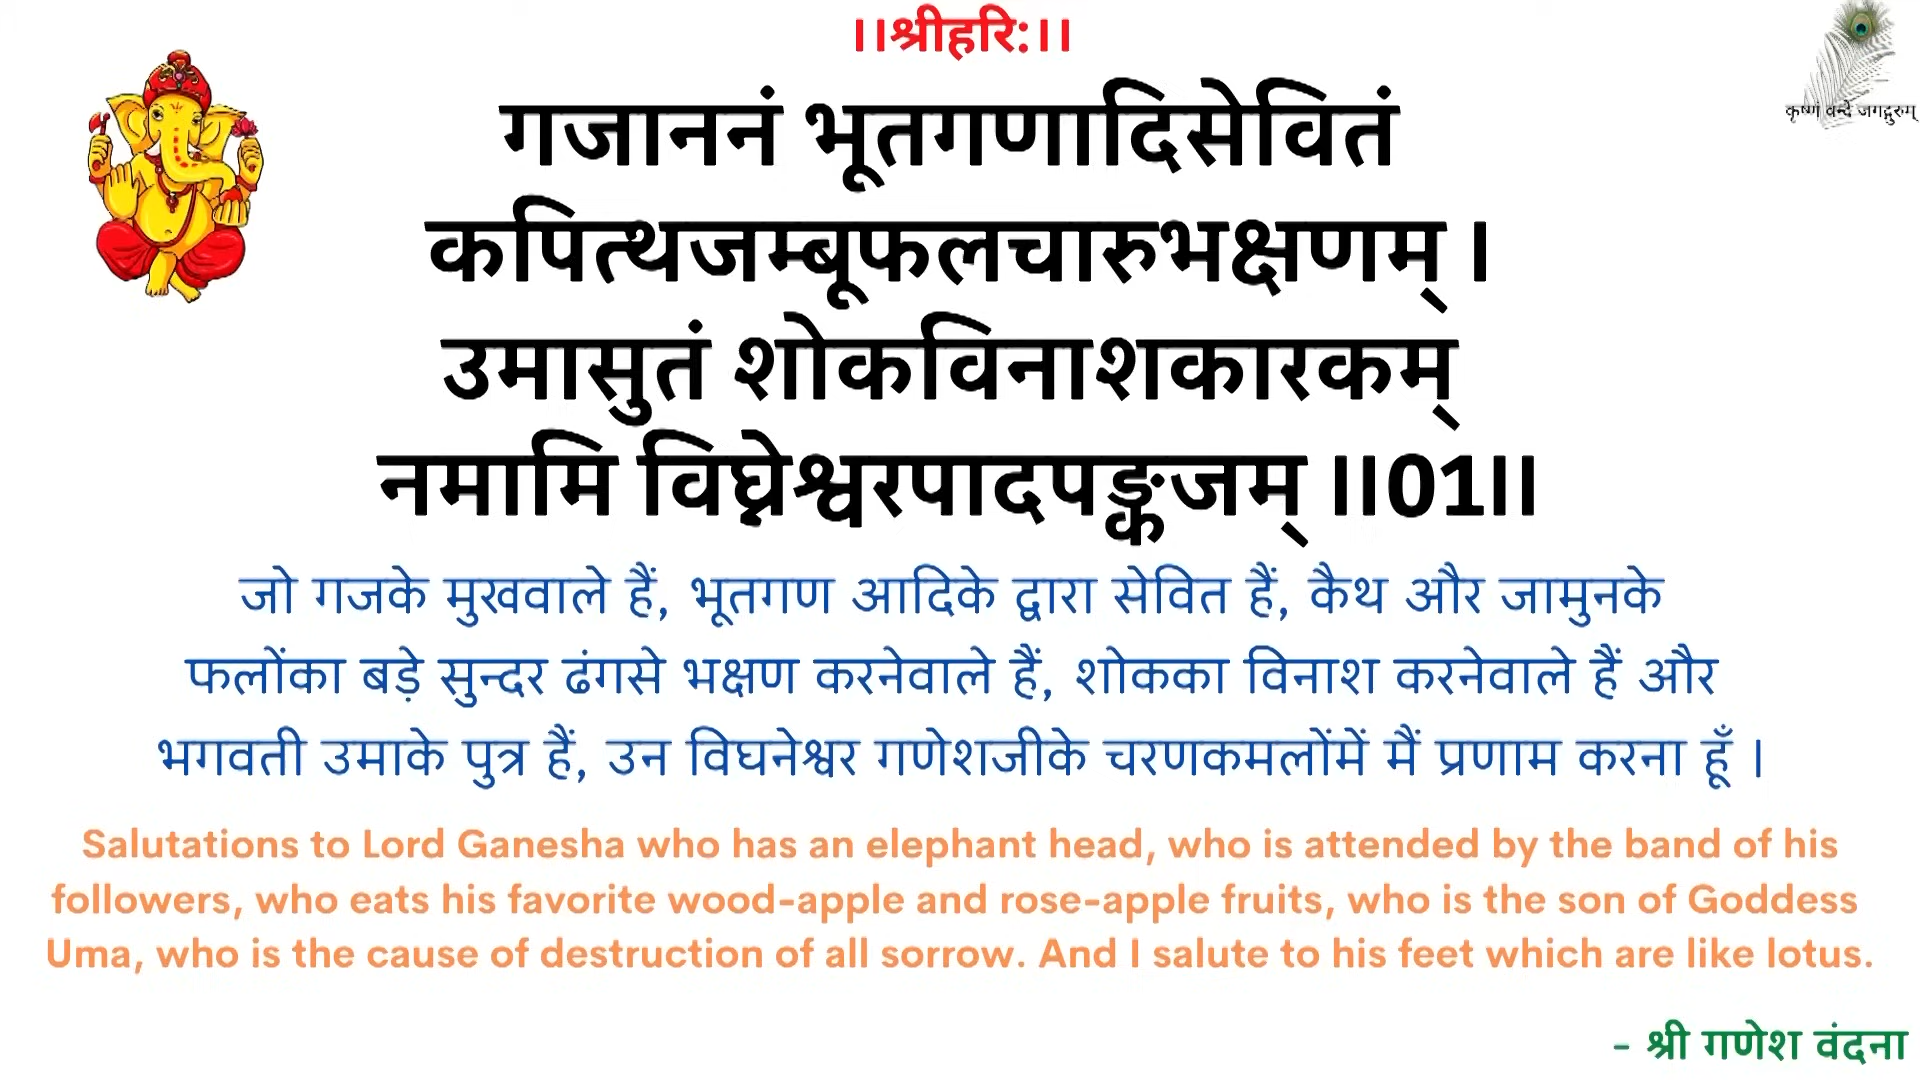 ।।श्रीहरि:।।
कृष्णं वन्दे जगद्गुरुम्
गजाननं भूतगणादिसेवितं
कपित्थजम्बूफलचारुभक्षणम् ।
उमासुतं शोकविनाशकारकम्
नमामि विघ्नेश्वरपादपङ्कजम् ।।01।।
जो गजके मुखवाले हैं, भूतगण आदिके द्वारा सेवित हैं, कैथ और जामुनके
फलोंका बड़े सुन्दर ढंगसे भक्षण करनेवाले हैं, शोकका विनाश करनेवाले हैं और
भगवती उमाके पुत्र हैं, उन विघनेश्वर गणेशजीके चरणकमलोंमें मैं प्रणाम करना हूँ ।
Salutations to Lord Ganesha who has an elephant head, who is attended by the band of his
followers, who eats his favorite wood-apple and rose-apple fruits, who is the son of Goddess
Uma, who is the cause of destruction of all sorrow. And I salute to his feet which are like lotus.
- श्री गणेश वंदना